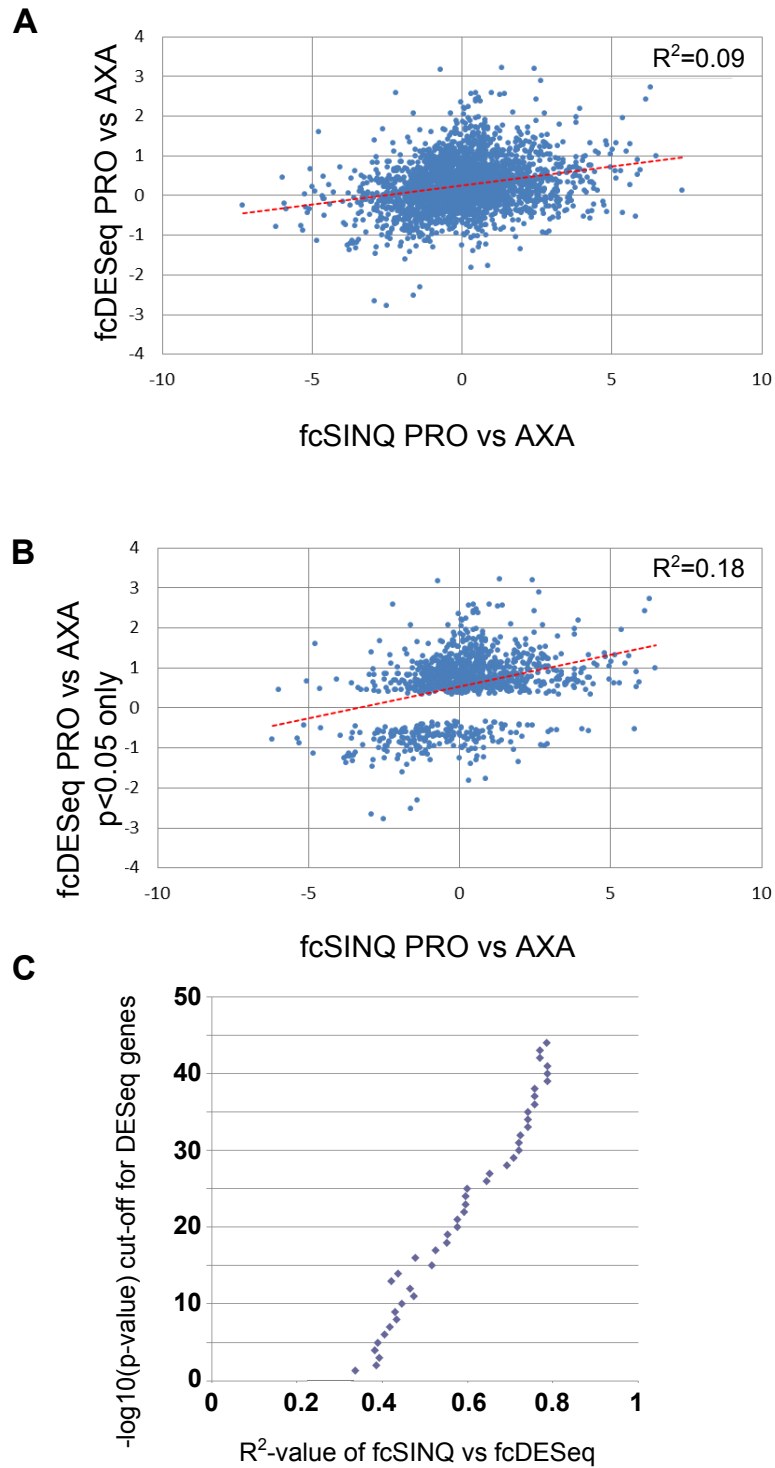 A
R²=0.09
fcDESeq PRO vs AXA
4
3
2
1
0
-1
-2
-3
-4
-10 -5 0 5 10
fcSINQ PRO vs AXA
B
R²=0.18
fcDESeq PRO vs AXA
p<0.05 only
4
3
2
1
0
-1
-2
-3
-4
-10 -5 0 5 10
fcSINQ PRO vs AXA
C
-log10(p-value) cut-off for DESeq genes
50
40
30
20
10
0
0 0.2 0.4 0.6 0.8 1
R²-value of fcSINQ vs fcDESeq